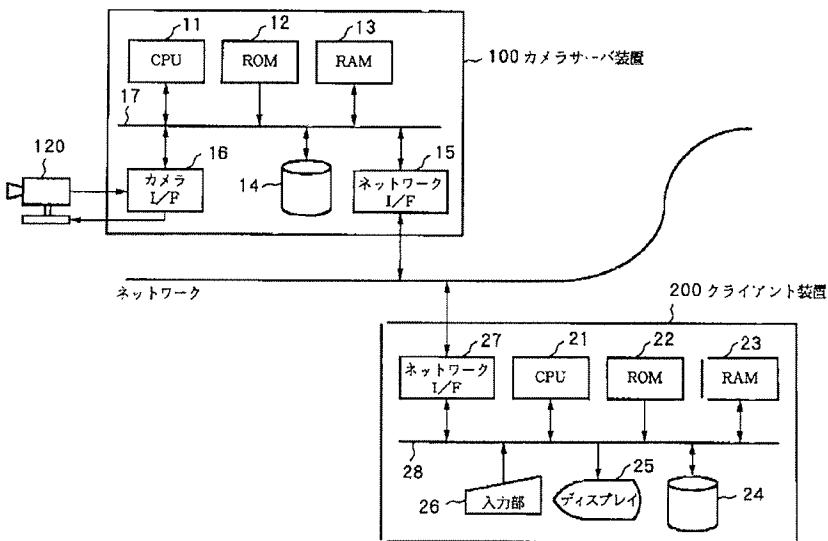 11
12
13
CPU
ROM
RAM
100 カメラサーバ装置
17
120
16
カメラ
I/F
14
15
ネットワーク
I/F
ネットワーク
200 クライアント装置
27
21
22
23
ネットワーク
I/F
CPU
ROM
RAM
28
26
入力部
25
ディスプレイ
24